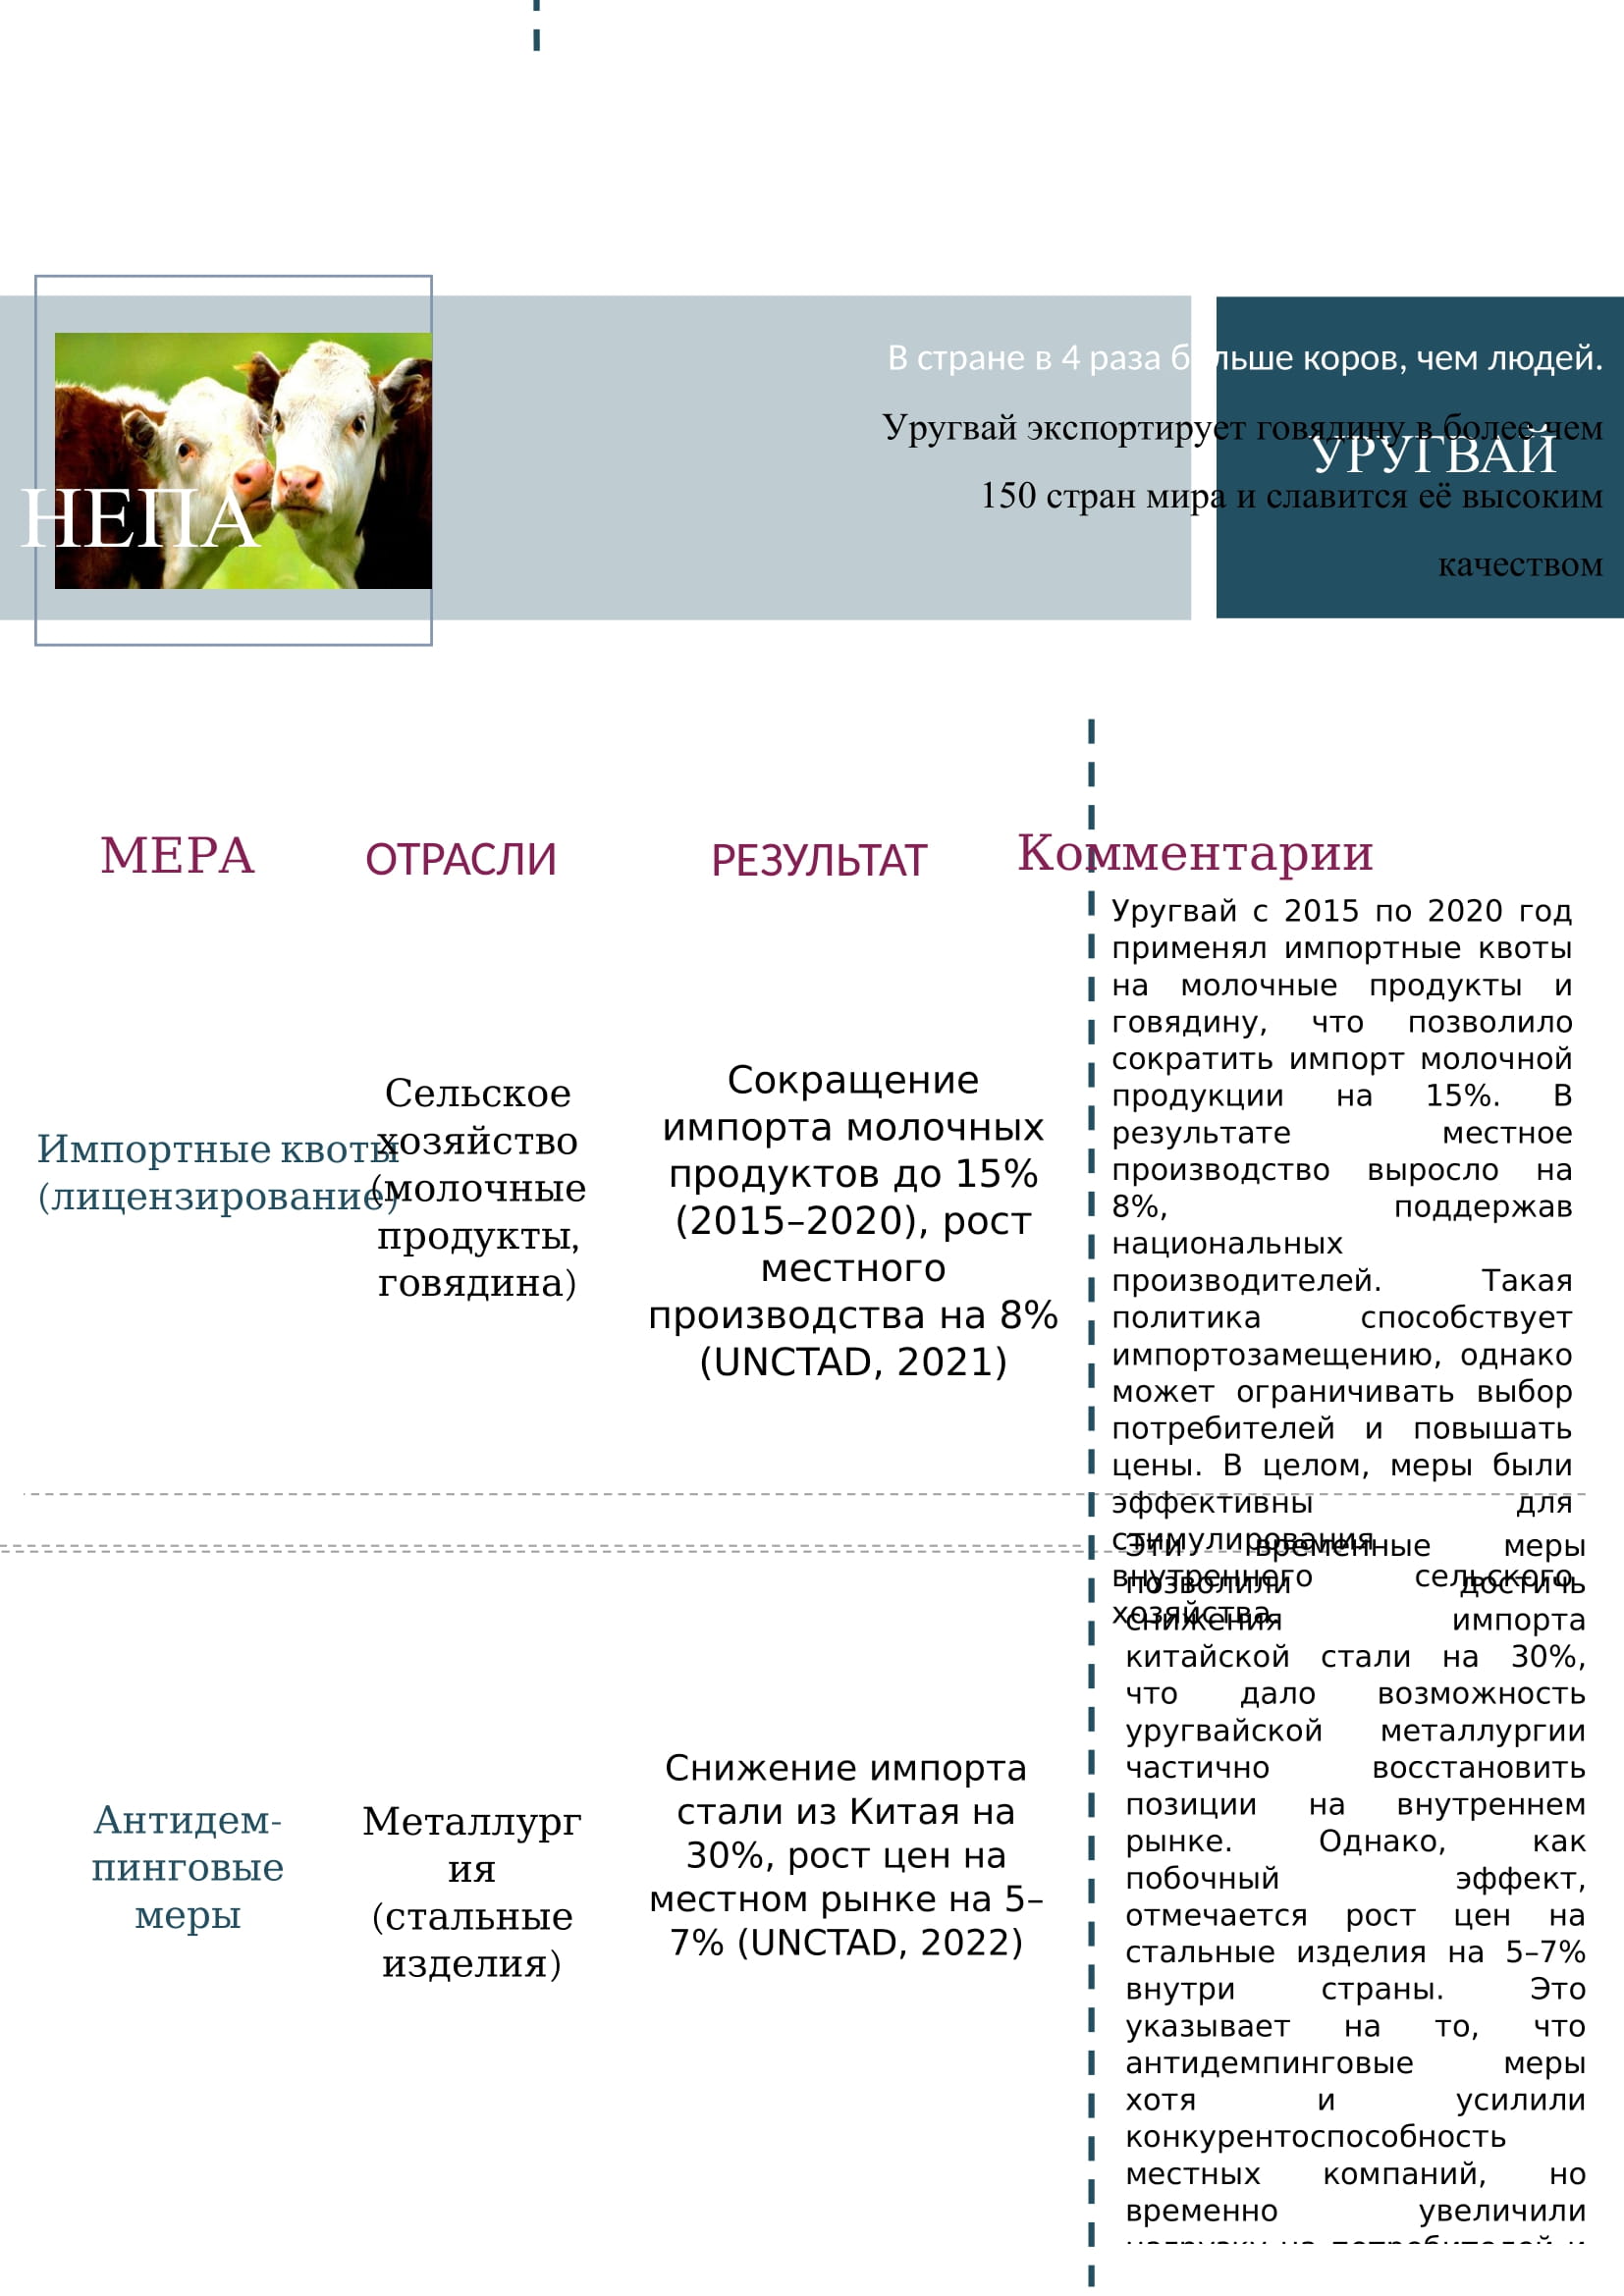 В стране в 4 раза больше коров, чем людей.
Уругвай экспортирует говядину в более чем
150 стран мира и славится её высоким
качеством
УРУГВАЙ
НЕПА
МЕРА
ОТРАСЛИ
РЕЗУЛЬТАТ
Комментарии
Импортные квоты
(лицензирование)
Сельское
хозяйство
(молочные
продукты,
говядина)
Сокращение
импорта молочных
продуктов до 15%
(2015–2020), рост
местного
производства на 8%
(UNCTAD, 2021)
Уругвай с 2015 по 2020 год
применял импортные квоты
на молочные продукты и
говядину, что позволило
сократить импорт молочной
продукции на 15%. В
результате местное
производство выросло на
8%, поддержав
национальных
производителей. Такая
политика способствует
импортозамещению, однако
может ограничивать выбор
потребителей и повышать
цены. В целом, меры были
эффективны для
стимулирования
внутреннего сельского
хозяйства.
Антидем-
пинговые
меры
Металлург
ия
(стальные
изделия)
Снижение импорта
стали из Китая на
30%, рост цен на
местном рынке на 5–
7% (UNCTAD, 2022)
Эти временные меры
позволили достичь
снижения импорта
китайской стали на 30%,
что дало возможность
уругвайской металлургии
частично восстановить
позиции на внутреннем
рынке. Однако, как
побочный эффект,
отмечается рост цен на
стальные изделия на 5–7%
внутри страны. Это
указывает на то, что
антидемпинговые меры
хотя и усилили
конкурентоспособность
местных компаний, но
временно увеличили
нагрузку на потребителей и